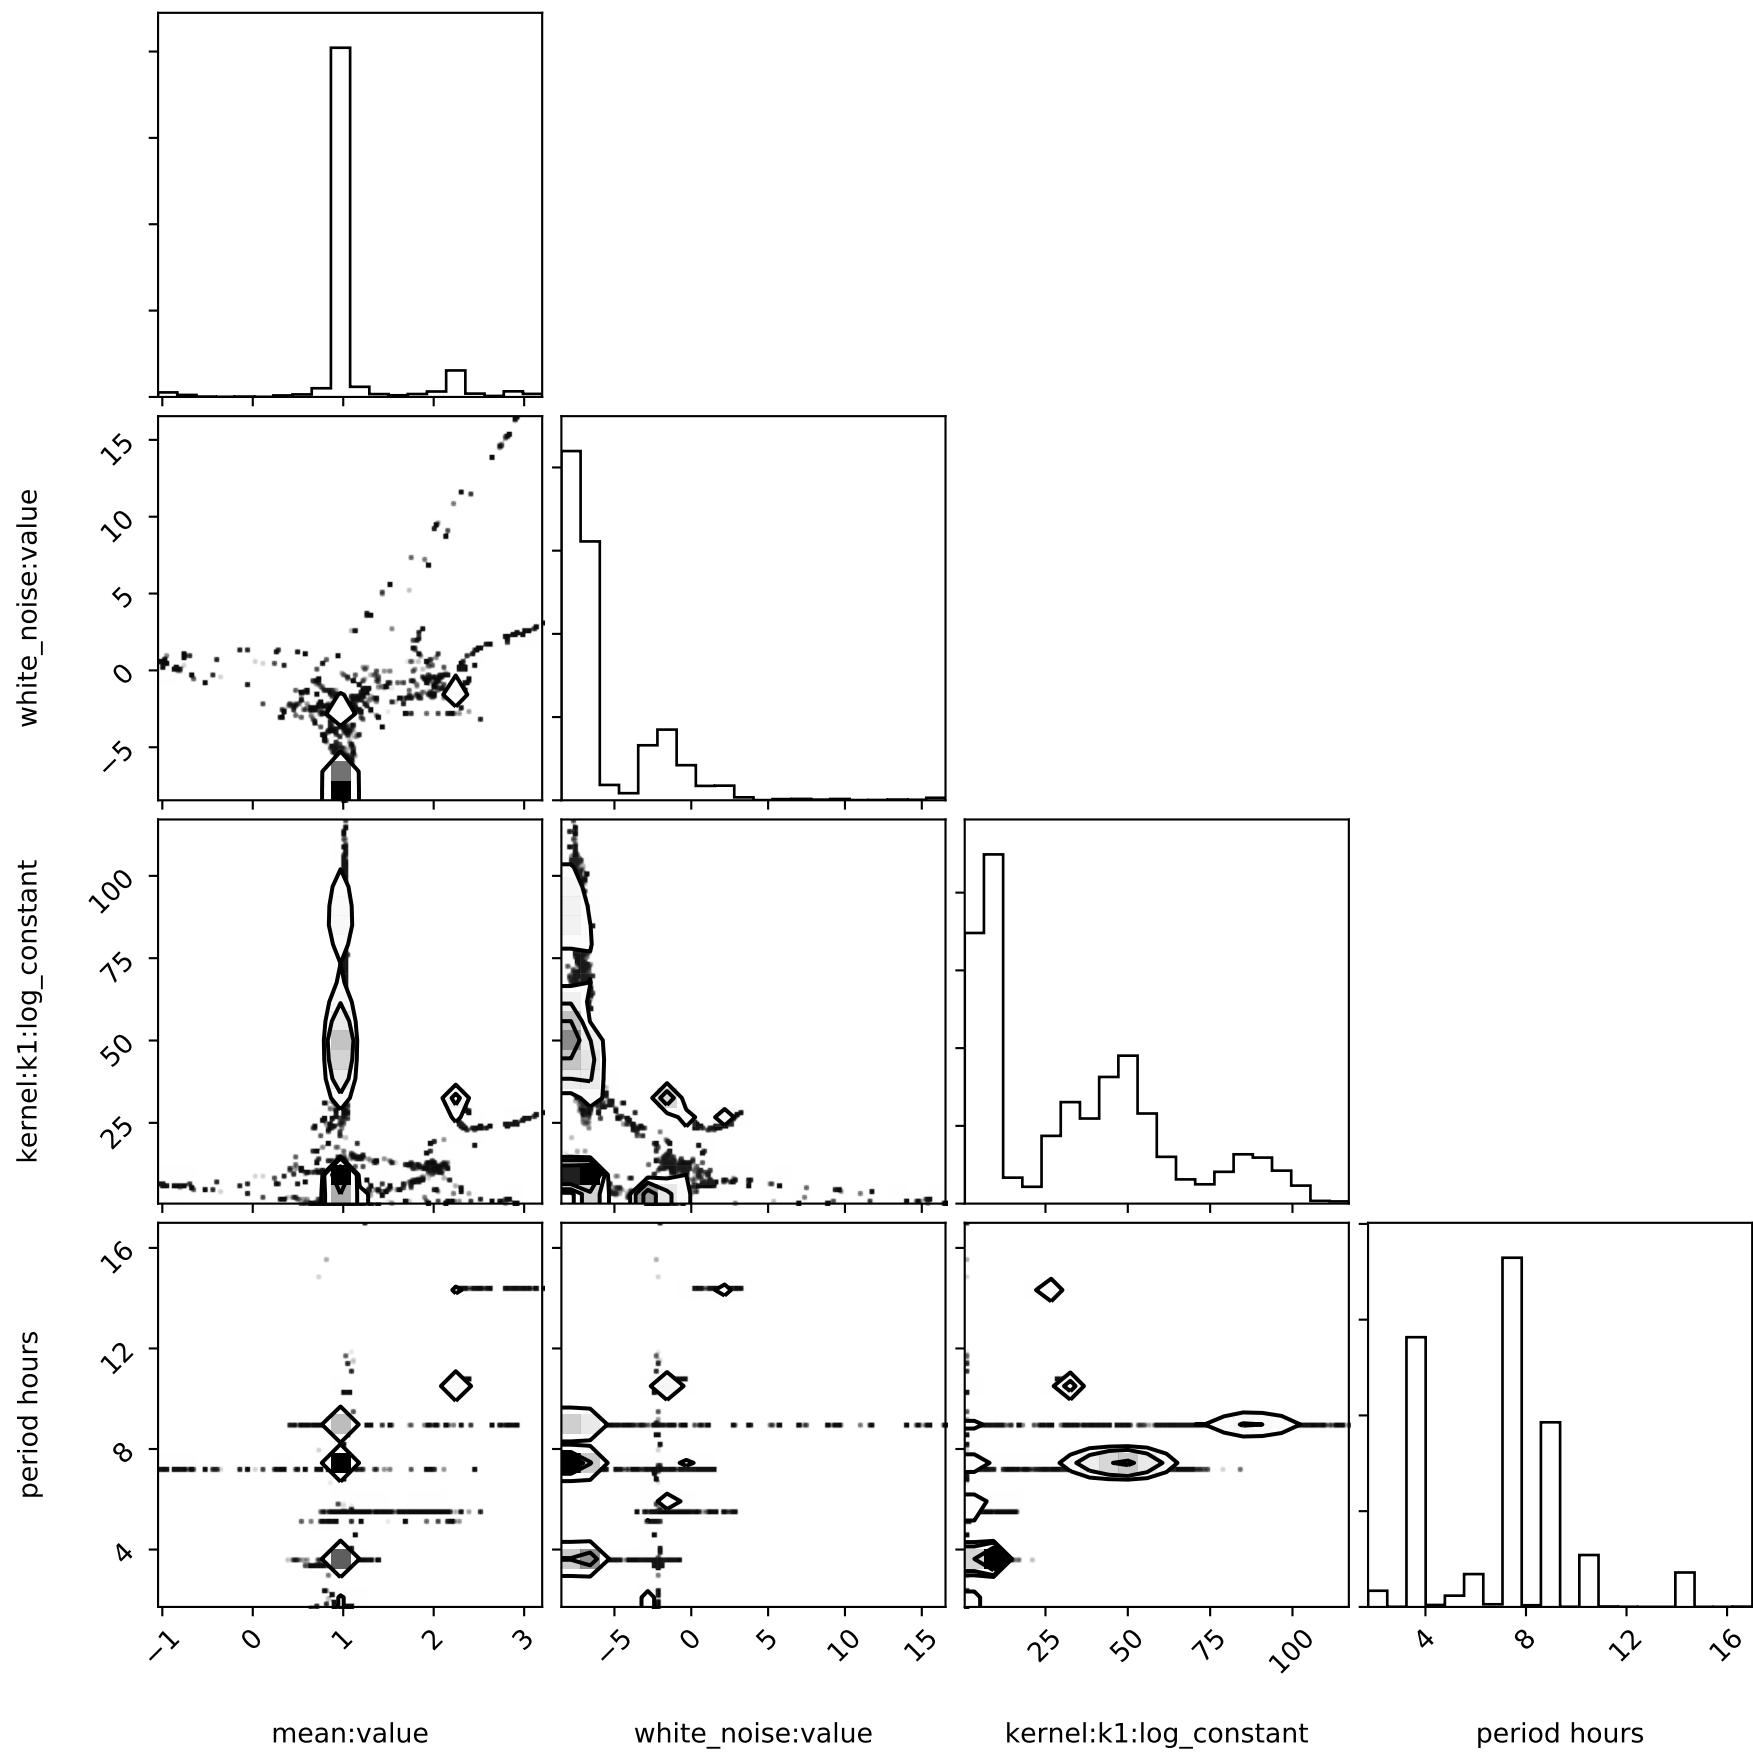 15
10
5
0
−5
white_noise:value
100
75
50
25
kernel:k1:log_constant
16
12
8
4
period hours
−1 0 1 2 3 −5 0 5 10 15 25 50 75 100 4 8 12 16
mean:value white_noise:value kernel:k1:log_constant period hours